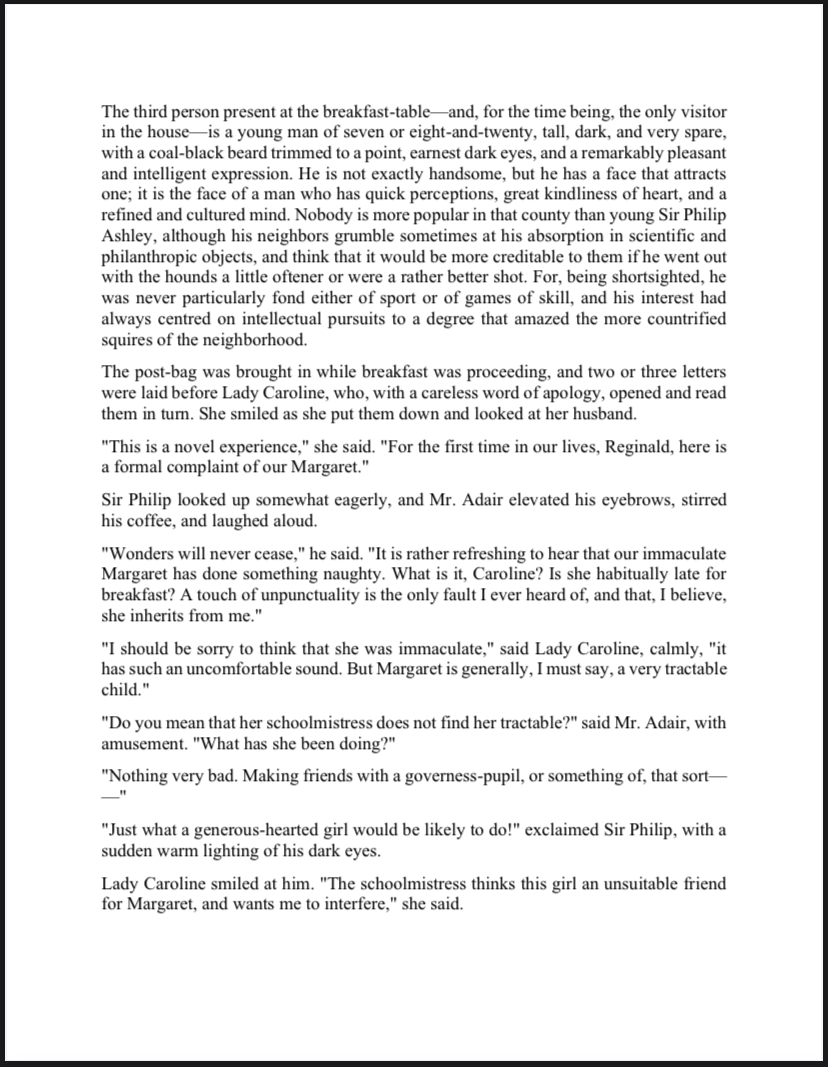 The third person present at the breakfast-table—and, for the time being, the only visitor
in the house—is a young man of seven or eight-and-twenty, tall, dark, and very spare,
with a coal-black beard trimmed to a point, earnest dark eyes, and a remarkably pleasant
and intelligent expression. He is not exactly handsome, but he has a face that attracts
one; it is the face of a man who has quick perceptions, great kindliness of heart, and a
refined and cultured mind. Nobody is more popular in that county than young Sir Philip
Ashley, although his neighbors grumble sometimes at his absorption in scientific and
philanthropic objects, and think that it would be more creditable to them if he went out
with the hounds a little oftener or were a rather better shot. For, being shortsighted, he
was never particularly fond either of sport or of games of skill, and his interest had
always centred on intellectual pursuits to a degree that amazed the more countrified
squires of the neighborhood.
The post-bag was brought in while breakfast was proceeding, and two or three letters
were laid before Lady Caroline, who, with a careless word of apology, opened and read
them in turn. She smiled as she put them down and looked at her husband.
"This is a novel experience," she said. "For the first time in our lives, Reginald, here is
a formal complaint of our Margaret."
Sir Philip looked up somewhat eagerly, and Mr. Adair elevated his eyebrows, stirred
his coffee, and laughed aloud.
"Wonders will never cease," he said. "It is rather refreshing to hear that our immaculate
Margaret has done something naughty. What is it, Caroline? Is she habitually late for
breakfast? A touch of unpunctuality is the only fault I ever heard of, and that, I believe,
she inherits from me."
"I should be sorry to think that she was immaculate," said Lady Caroline, calmly, "it
has such an uncomfortable sound. But Margaret is generally, I must say, a very tractable
child."
"Do you mean that her schoolmistress does not find her tractable?" said Mr. Adair, with
amusement. "What has she been doing?"
"Nothing very bad. Making friends with a governess-pupil, or something of, that sort—
—"
"Just what a generous-hearted girl would be likely to do!" exclaimed Sir Philip, with a
sudden warm lighting of his dark eyes.
Lady Caroline smiled at him. "The schoolmistress thinks this girl an unsuitable friend
for Margaret, and wants me to interfere," she said.